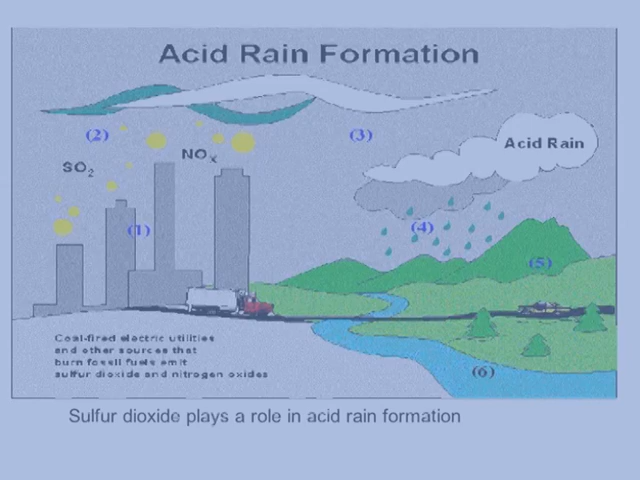 Acid Rain Formation
(2)
(3)
SO2
NOx
Acid Rain
(1)
(4)
(5)
Coal-fired electric utilities
and other sources that
burn fossil fuels emit
sulfur dioxide and nitrogen oxides
(6)
Sulfur dioxide plays a role in acid rain formation